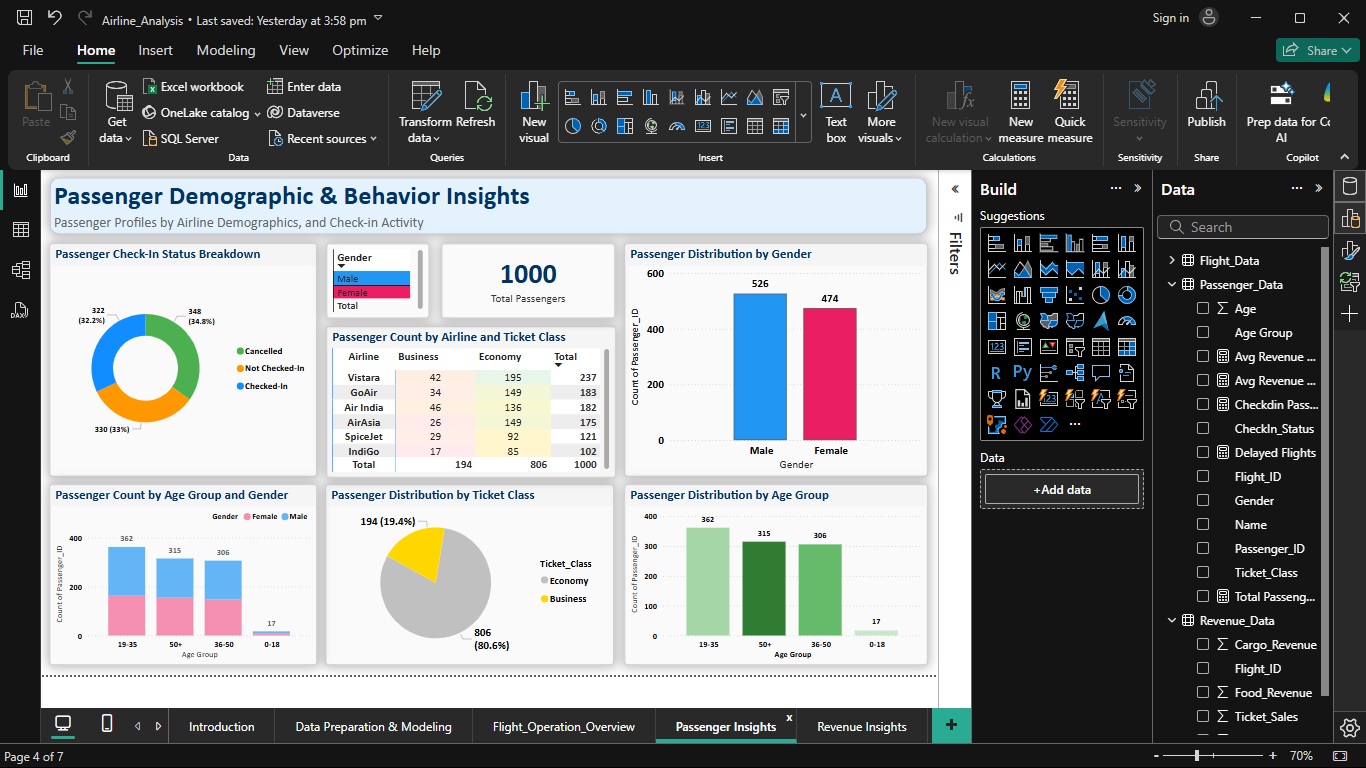 Airline_Analysis • Last saved: Yesterday at 3:58 pm
Sign in
File Home Insert Modeling View Optimize Help
Share
Paste
Clipboard
Get data
Excel workbook
OneLake catalog
SQL Server
Enter data
Dataverse
Recent sources
Data
Transform data
Refresh
Queries
New visual
Text box
More visuals
Insert
New visual calculation
New measure
Quick measure
Calculations
Sensitivity
Sensitivity
Publish
Share
Prep data for AI
Co
Copilot
DAX
Passenger Demographic & Behavior Insights
Passenger Profiles by Airline Demographics, and Check-in Activity
Passenger Check-In Status Breakdown
322 (32.2%)
348 (34.8%)
330 (33%)
Cancelled
Not Checked-In
Checked-In
Gender
Male
Female
Total
1000
Total Pessengers
Passenger Count by Airline and Ticket Class
Airline Business Economy Total
Vistara 42 195 237
GoAir 34 149 183
Air India 46 136 182
AirAsia 26 149 175
SpiceJet 29 92 121
IndiGo 17 85 102
Total 194 806 1000
Passenger Distribution by Gender
Count of Passenger_ID
600
400
200
0
526
474
Male Female
Gender
Passenger Count by Age Group and Gender
Gender Female Male
Count of Passenger_ID
400
200
0
362 315 306 17
19-35 50+ 36-50 0-18
Age Group
Passenger Distribution by Ticket Class
194 (19.4%)
806 (80.6%)
Ticket_Class
Economy
Business
Passenger Distribution by Age Group
Count of Passenger_ID
400
300
200
100
0
362 315 306 17
19-35 50+ 36-50 0-18
Age Group
Filters
Build
Suggestions
R Py
Data
+Add data
Data
Search
Flight_Data
Passenger_Data
Age
Age Group
Avg Revenue ...
Avg Revenue ...
Checkdin Pass...
CheckIn_Status
Delayed Flights
Flight_ID
Gender
Name
Passenger_ID
Ticket_Class
Total Passeng...
Revenue_Data
Cargo_Revenue
Flight_ID
Food_Revenue
Ticket_Sales
Introduction
Data Preparation & Modeling
Flight_Operation_Overview
Passenger Insights
Revenue Insights
Page 4 of 7
70%